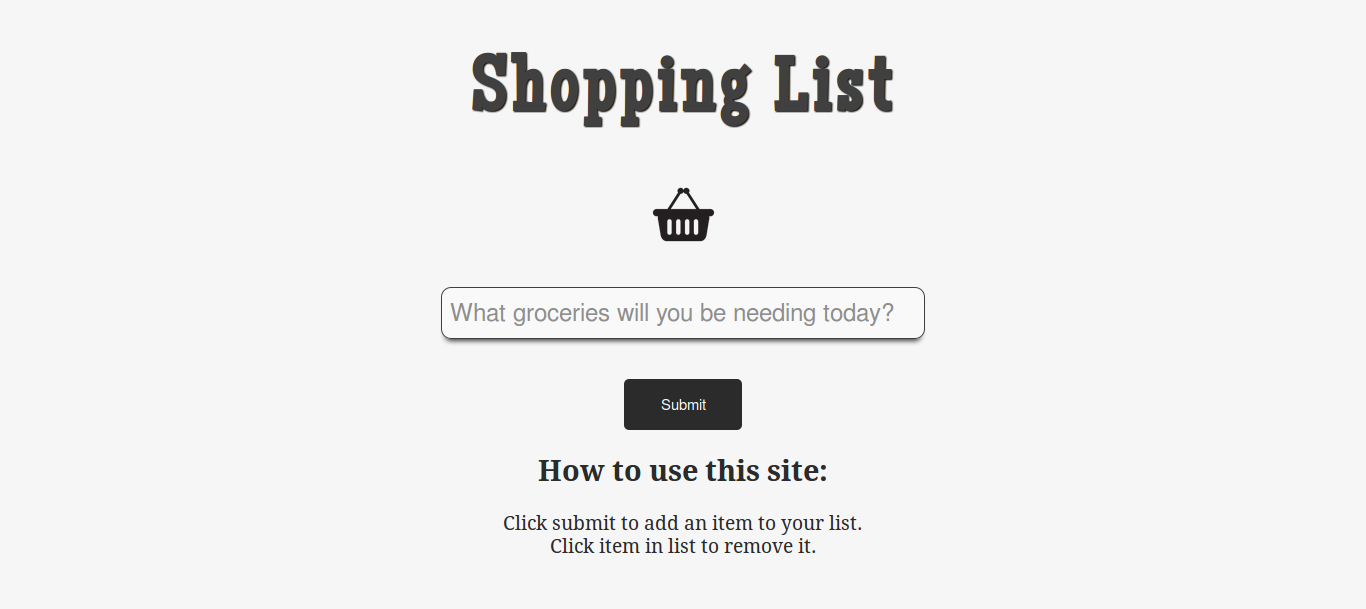 Shopping List
What groceries will you be needing today?
Submit
How to use this site:
Click submit to add an item to your list.
Click item in list to remove it.